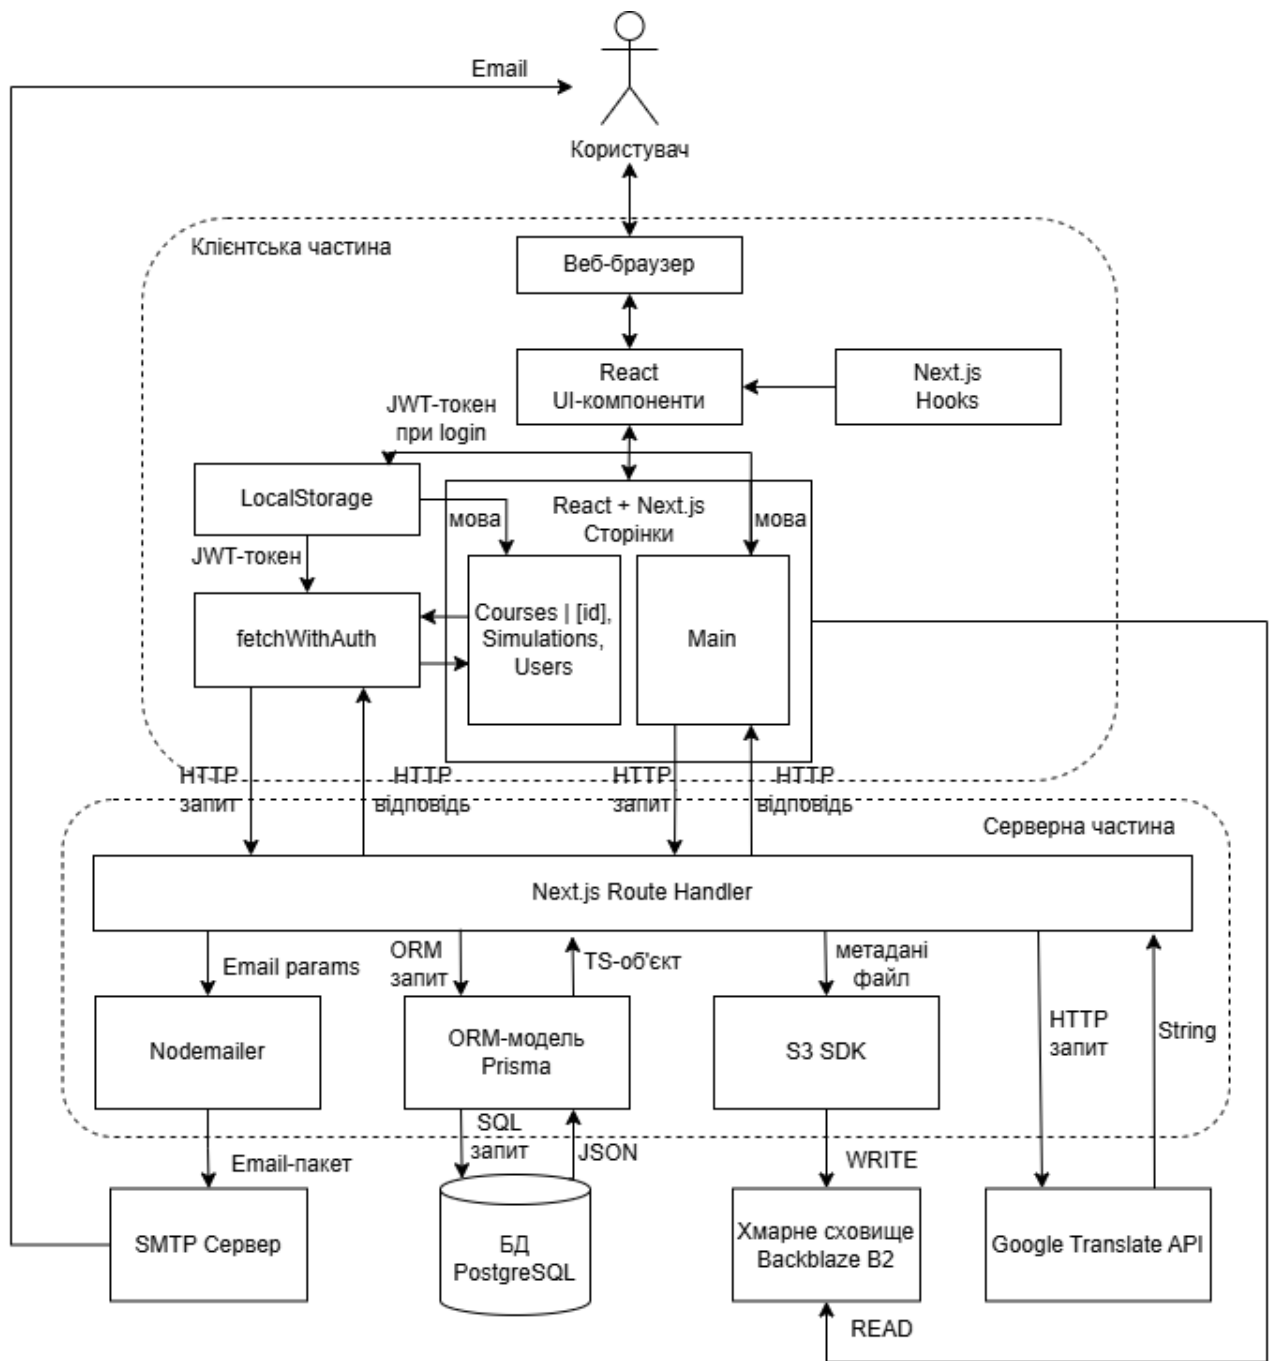 Email
Користувач
Клієнтська частина
Веб-браузер
React
UI-компоненти
Next.js
Hooks
JWT-токен
при login
LocalStorage
мова
React + Next.js
Сторінки
мова
JWT-токен
fetchWithAuth
Courses | [id],
Simulations,
Users
Main
HTTP
запит
HTTP
відповідь
HTTP
запит
HTTP
відповідь
Серверна частина
Next.js Route Handler
Email params
ORM
запит
TS-об'єкт
метадані
файл
HTTP
запит
String
Nodemailer
ORM-модель
Prisma
S3 SDK
Email-пакет
SQL
запит
JSON
WRITE
SMTP Сервер
БД
PostgreSQL
Хмарне сховище
Backblaze B2
Google Translate API
READ